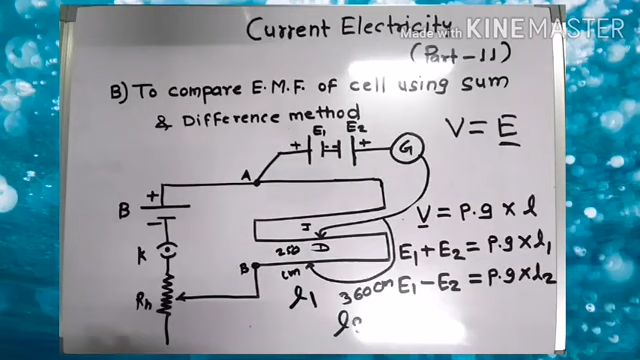 Current Electricity
Made with KINEMASTER
(Part-11)
B) To compare E.M.F. of cell using sum
& Difference method
E1 E2
+ +
G
V = E
A
+
B
V = P.g x l
J
K
250 D
E1+E2 = P.g x l1
B
cm
360cm
E1-E2 = P.g x l2
Rh
l1
l2